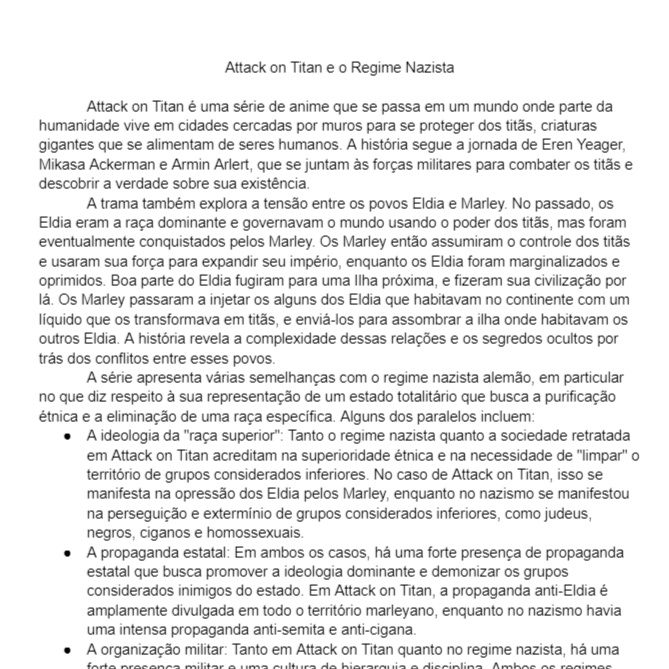 Attack on Titan e o Regime Nazista
Attack on Titan é uma série de anime que se passa em um mundo onde parte da
humanidade vive em cidades cercadas por muros para se proteger dos titãs, criaturas
gigantes que se alimentam de seres humanos. A história segue a jornada de Eren Yeager,
Mikasa Ackerman e Armin Arlert, que se juntam às forças militares para combater os titãs e
descobrir a verdade sobre sua existência.
A trama também explora a tensão entre os povos Eldia e Marley. No passado, os
Eldia eram a raça dominante e governavam o mundo usando o poder dos titãs, mas foram
eventualmente conquistados pelos Marley. Os Marley então assumiram o controle dos titãs
e usaram sua força para expandir seu império, enquanto os Eldia foram marginalizados e
oprimidos. Boa parte do Eldia fugiram para uma Ilha próxima, e fizeram sua civilização por
lá. Os Marley passaram a injetar os alguns dos Eldia que habitavam no continente com um
líquido que os transformava em titãs, e enviá-los para assombrar a ilha onde habitavam os
outros Eldia. A história revela a complexidade dessas relações e os segredos ocultos por
trás dos conflitos entre esses povos.
A série apresenta várias semelhanças com o regime nazista alemão, em particular
no que diz respeito à sua representação de um estado totalitário que busca a purificação
étnica e a eliminação de uma raça específica. Alguns dos paralelos incluem:
● A ideologia da "raça superior": Tanto o regime nazista quanto a sociedade retratada
em Attack on Titan acreditam na superioridade étnica e na necessidade de "limpar" o
território de grupos considerados inferiores. No caso de Attack on Titan, isso se
manifesta na opressão dos Eldia pelos Marley, enquanto no nazismo se manifestou
na perseguição e extermínio de grupos considerados inferiores, como judeus,
negros, ciganos e homossexuais.
● A propaganda estatal: Em ambos os casos, há uma forte presença de propaganda
estatal que busca promover a ideologia dominante e demonizar os grupos
considerados inimigos do estado. Em Attack on Titan, a propaganda anti-Eldia é
amplamente divulgada em todo o território marleyano, enquanto no nazismo havia
uma intensa propaganda anti-semita e anti-cigana.
● A organização militar: Tanto em Attack on Titan quanto no regime nazista, há uma
forte presença militar e uma cultura de hierarquia e disciplina. Ambos os regimes